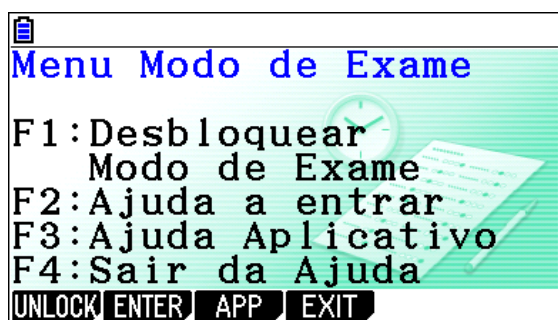 Menu Modo de Exame
F1:Desbloquear
Modo de Exame
F2:Ajuda a entrar
F3:Ajuda Aplicativo
F4:Sair da Ajuda
UNLOCK ENTER APP EXIT